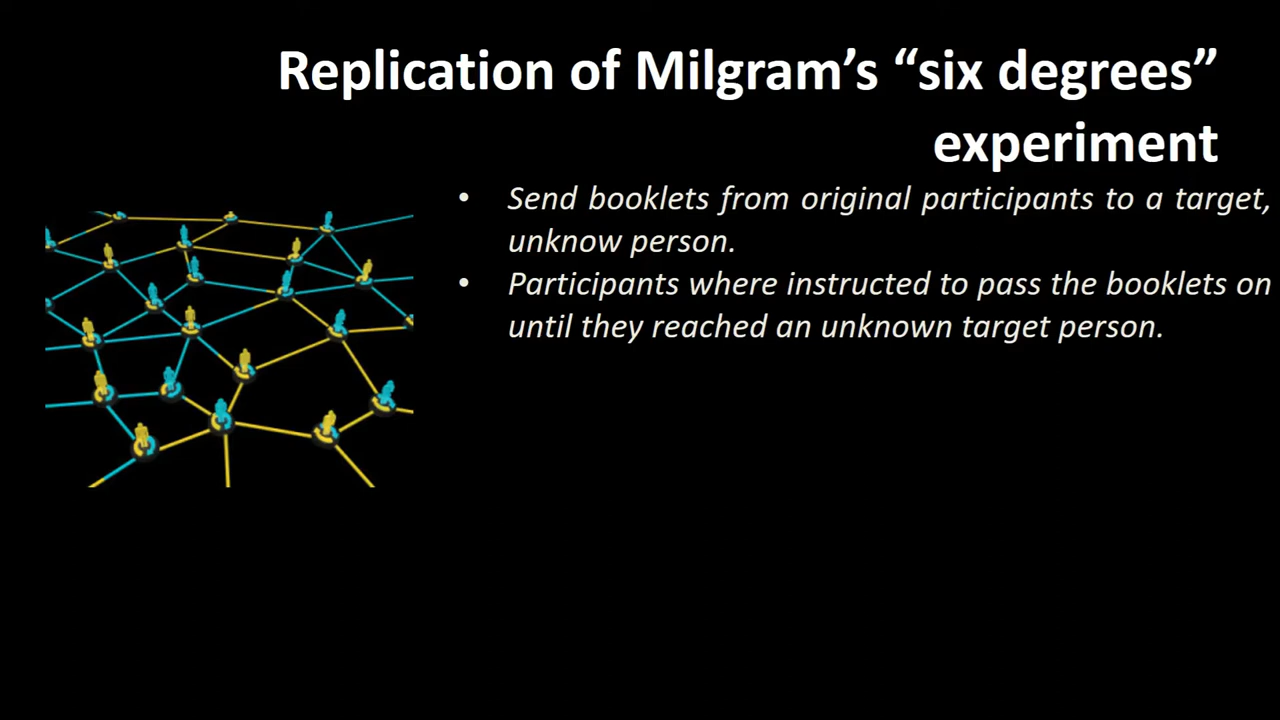 Replication of Milgram’s “six degrees”
experiment
• Send booklets from original participants to a target,
unknow person.
• Participants where instructed to pass the booklets on
until they reached an unknown target person.